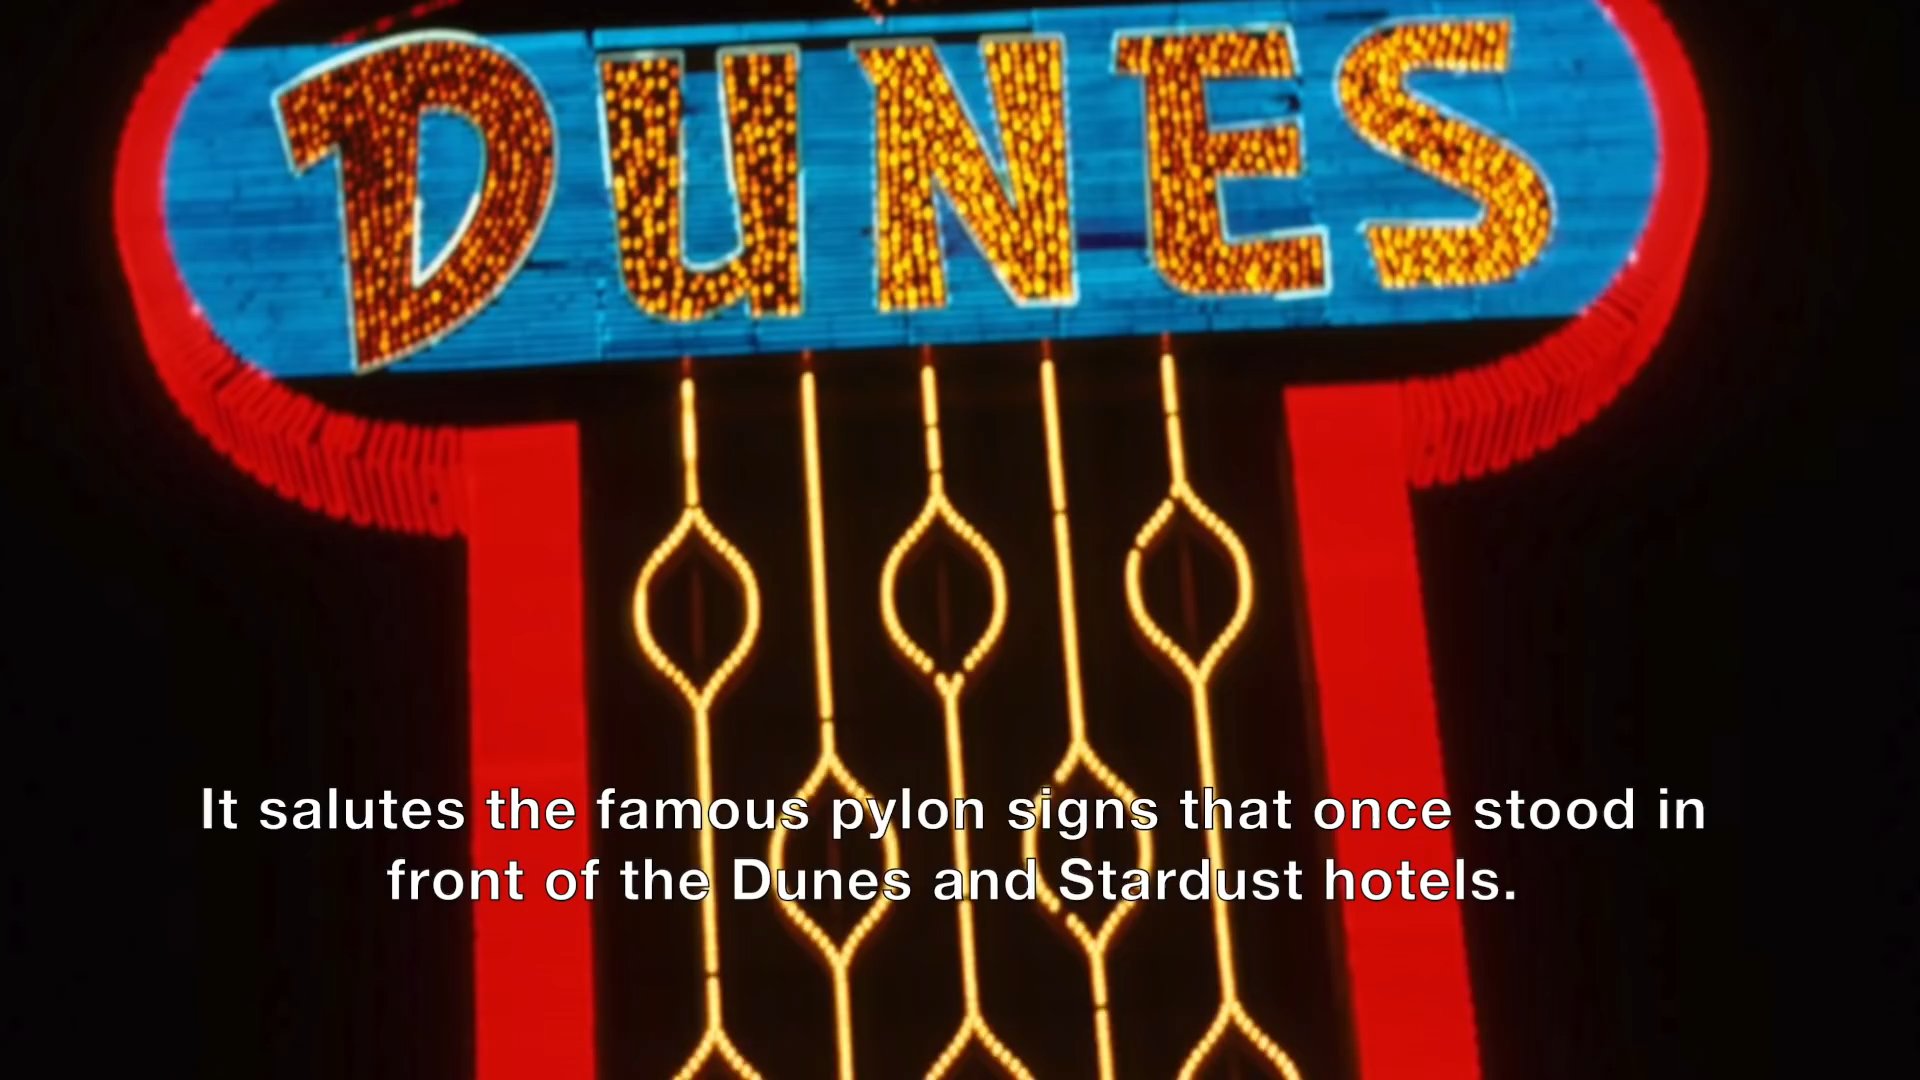 DUNES
It salutes the famous pylon signs that once stood in
front of the Dunes and Stardust hotels.